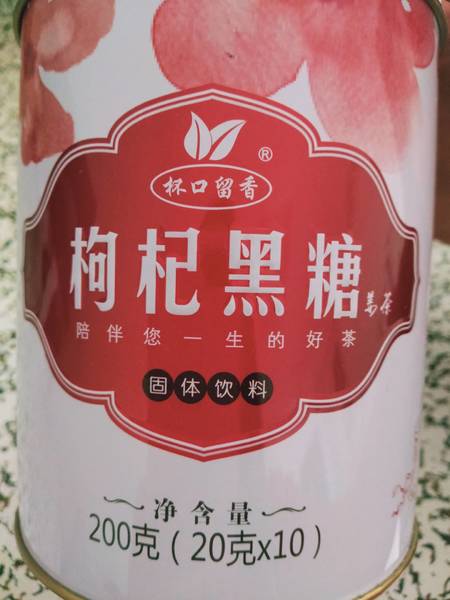 杯口留香®
枸杞黑糖姜茶
陪伴您一生的好茶
固体饮料
净含量
200克（20克x10）